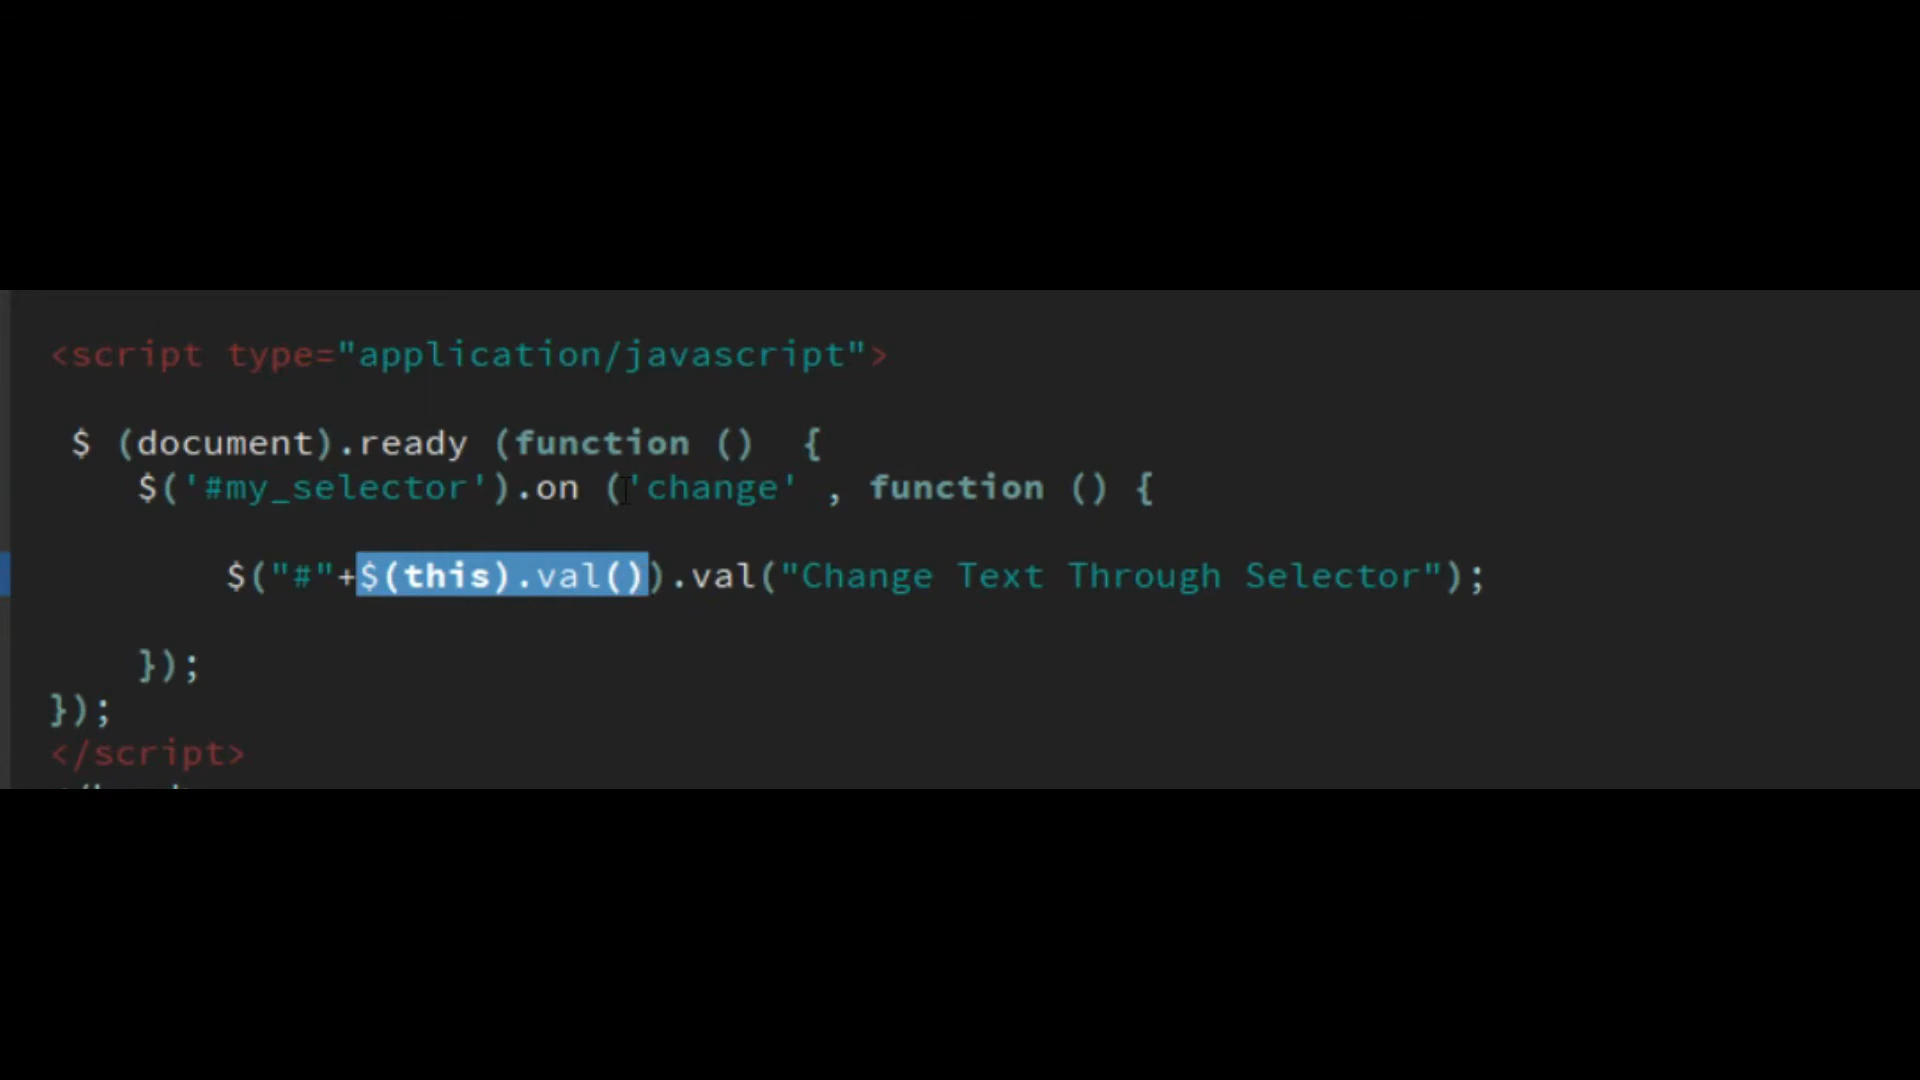 <script type="application/javascript">
$ (document).ready (function ()  {
$('#my_selector').on ('change' , function () {
$("#"+$(this).val()).val("Change Text Through Selector");
});
});
</script>